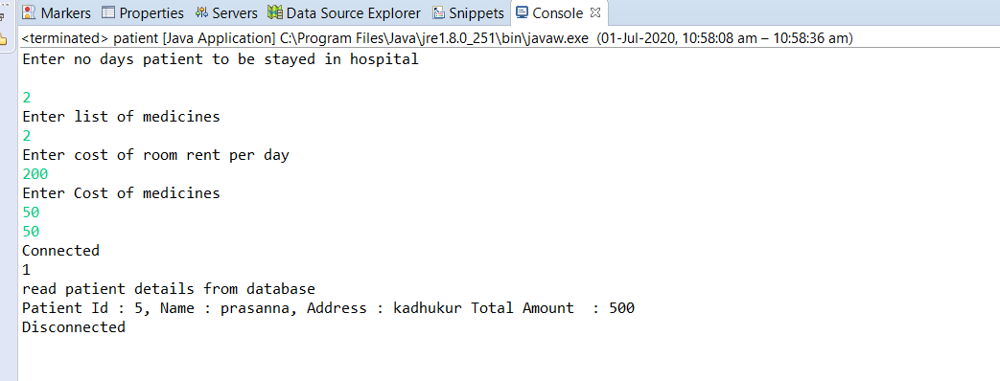 Markers Properties Servers Data Source Explorer Snippets Console
<terminated> patient [Java Application] C:\Program Files\Java\jre1.8.0_251\bin\javaw.exe (01-Jul-2020, 10:58:08 am – 10:58:36 am)
Enter no days patient to be stayed in hospital
2
Enter list of medicines
2
Enter cost of room rent per day
200
Enter Cost of medicines
50
50
Connected
1
read patient details from database
Patient Id : 5, Name : prasanna, Address : kadhukur Total Amount  : 500
Disconnected